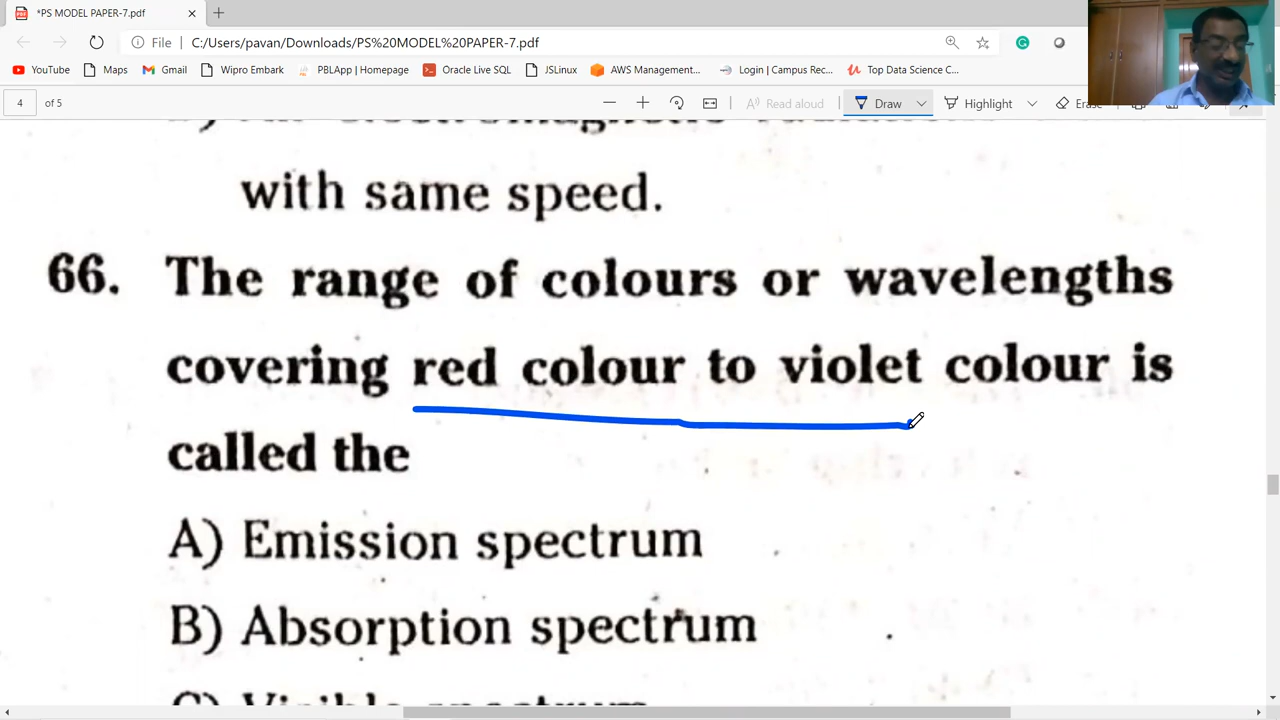 *PS MODEL PAPER-7.pdf
File C:/Users/pavan/Downloads/PS%20MODEL%20PAPER-7.pdf
YouTube Maps Gmail Wipro Embark PBLApp | Homepage Oracle Live SQL JSLinux AWS Management... Login | Campus Rec... Top Data Science C...
4 of 5 Read aloud Draw Highlight Erase
with same speed.
66. The range of colours or wavelengths
covering red colour to violet colour is
called the
A) Emission spectrum
B) Absorption spectrum
C) Visible spectrum